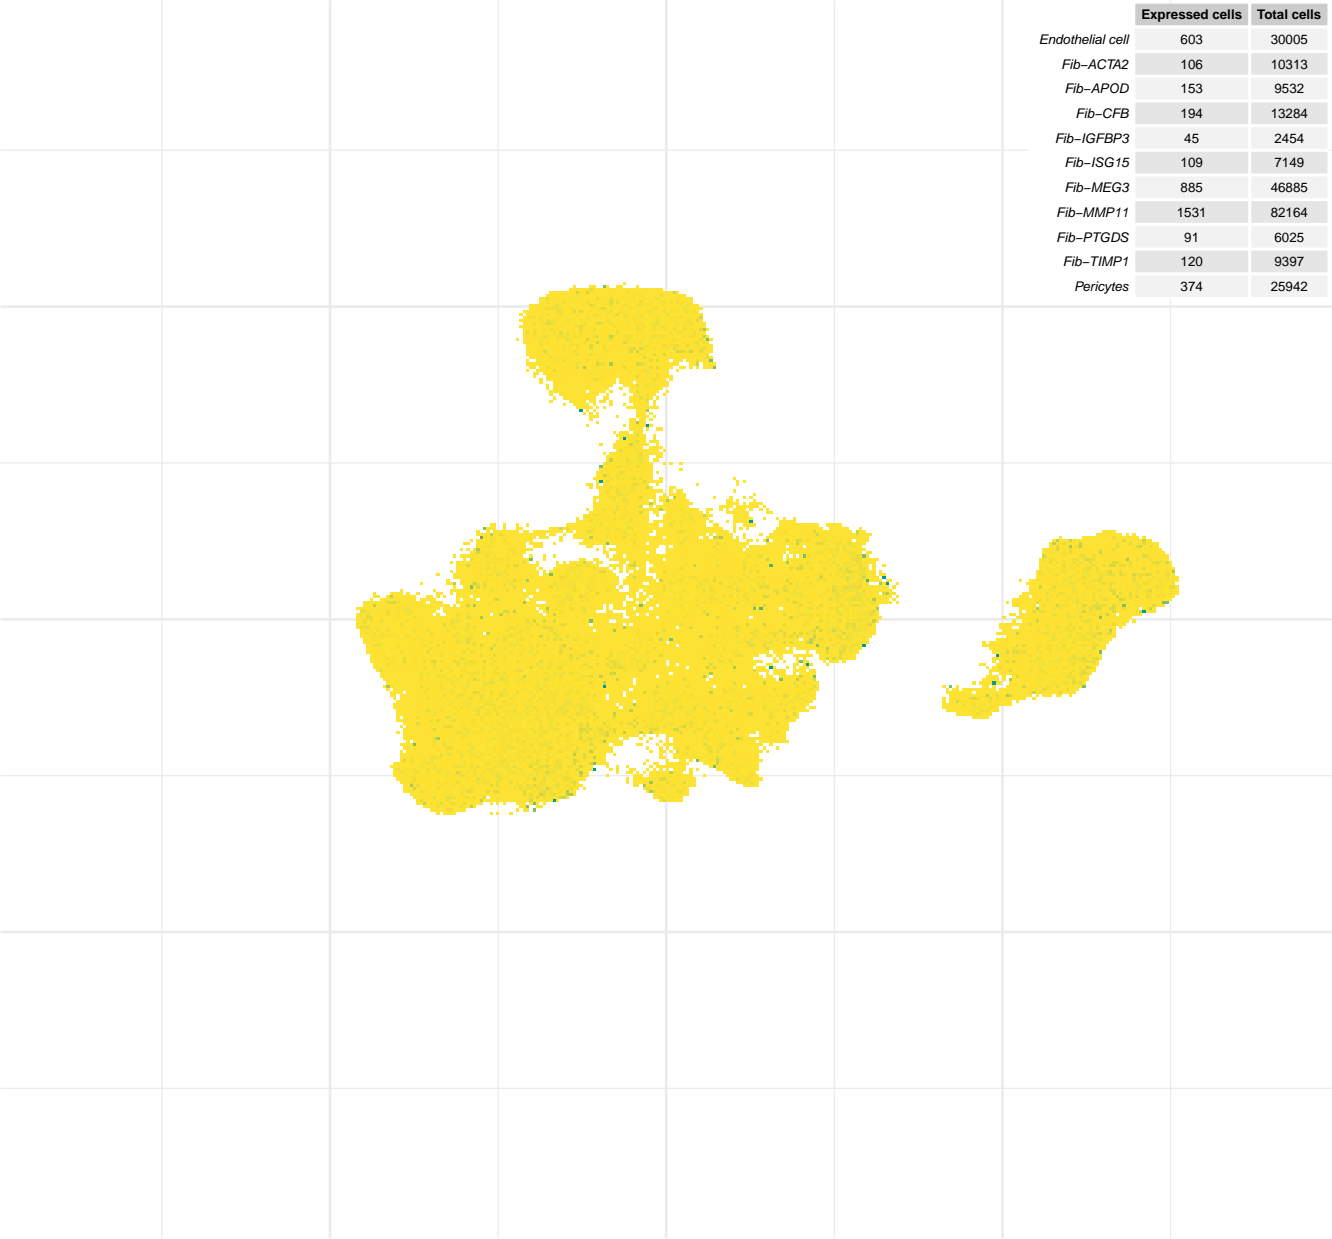 Expressed cells Total cells
Endothelial cell 603 30005
Fib−ACTA2 106 10313
Fib−APOD 153 9532
Fib−CFB 194 13284
Fib−IGFBP3 45 2454
Fib−ISG15 109 7149
Fib−MEG3 885 46885
Fib−MMP11 1531 82164
Fib−PTGDS 91 6025
Fib−TIMP1 120 9397
Pericytes 374 25942